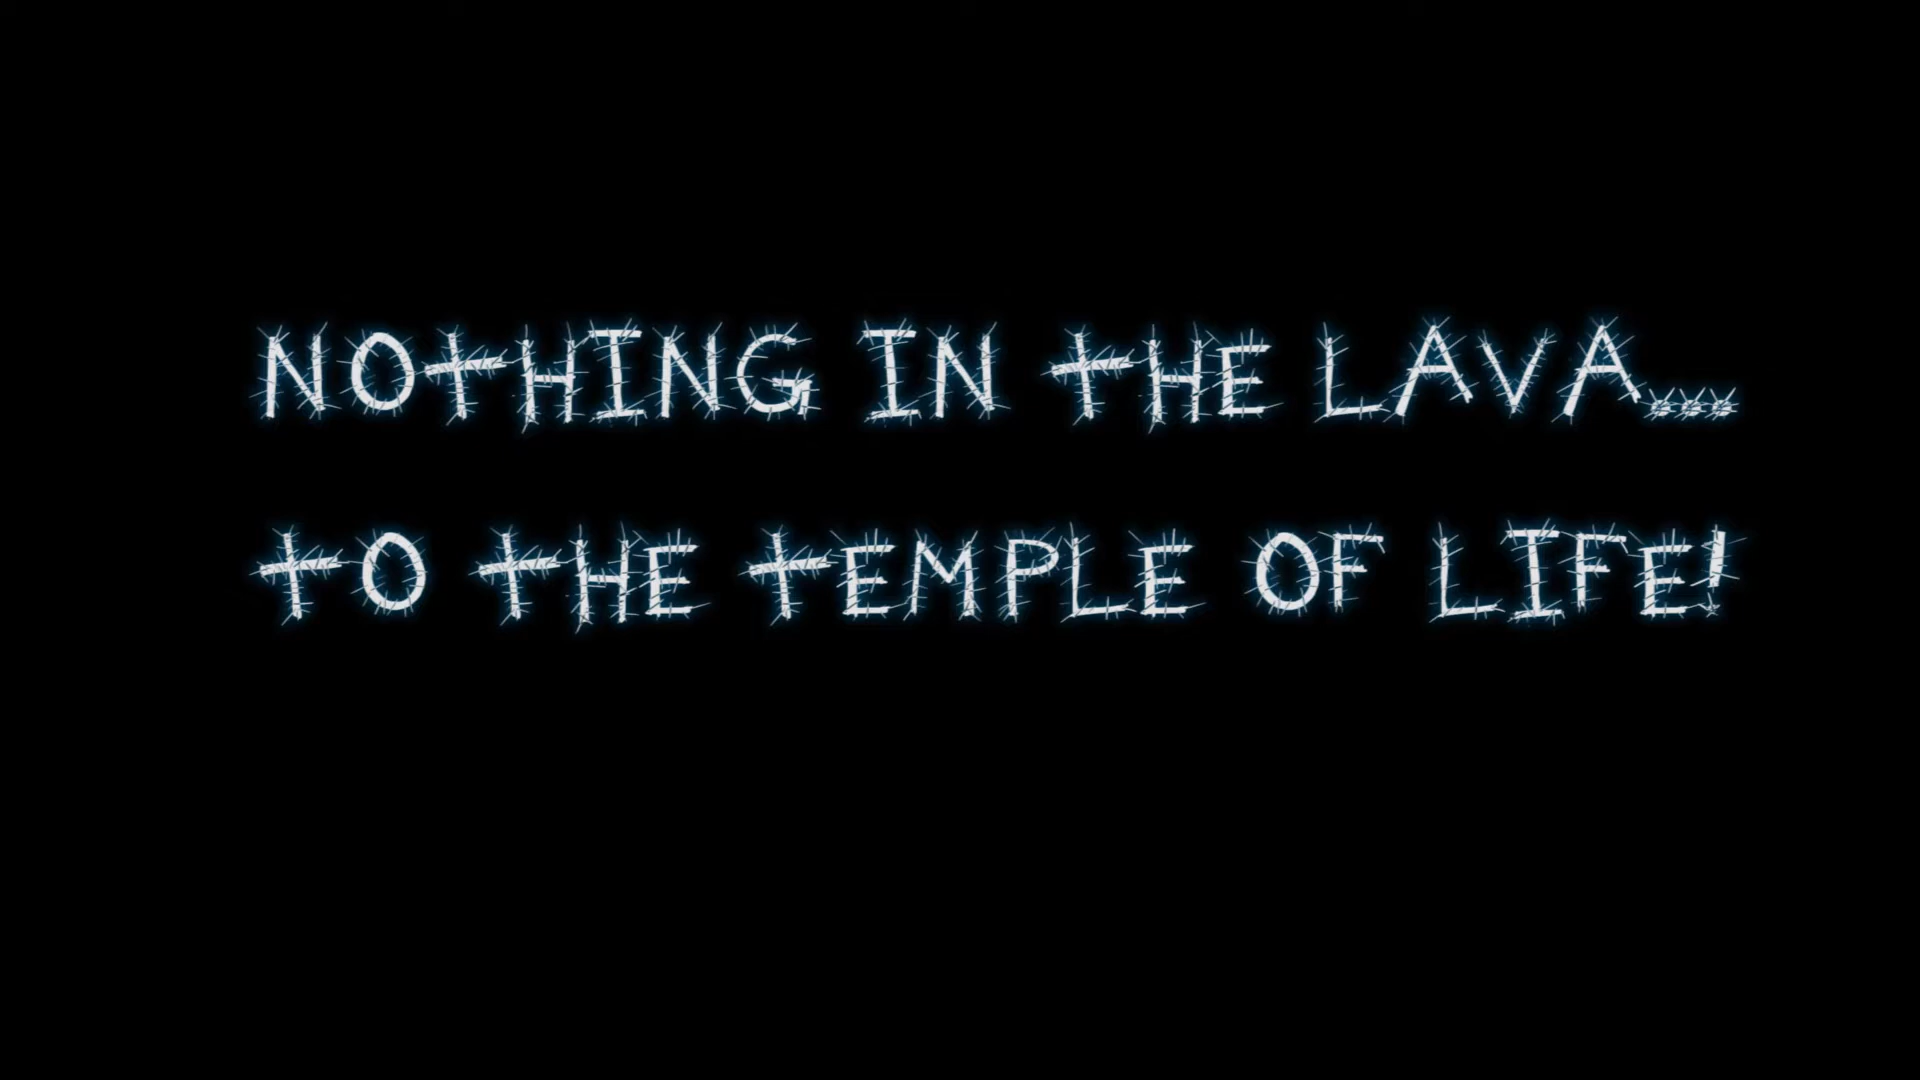 NOTHING IN THE LAVA...
TO THE TEMPLE OF LIFE!